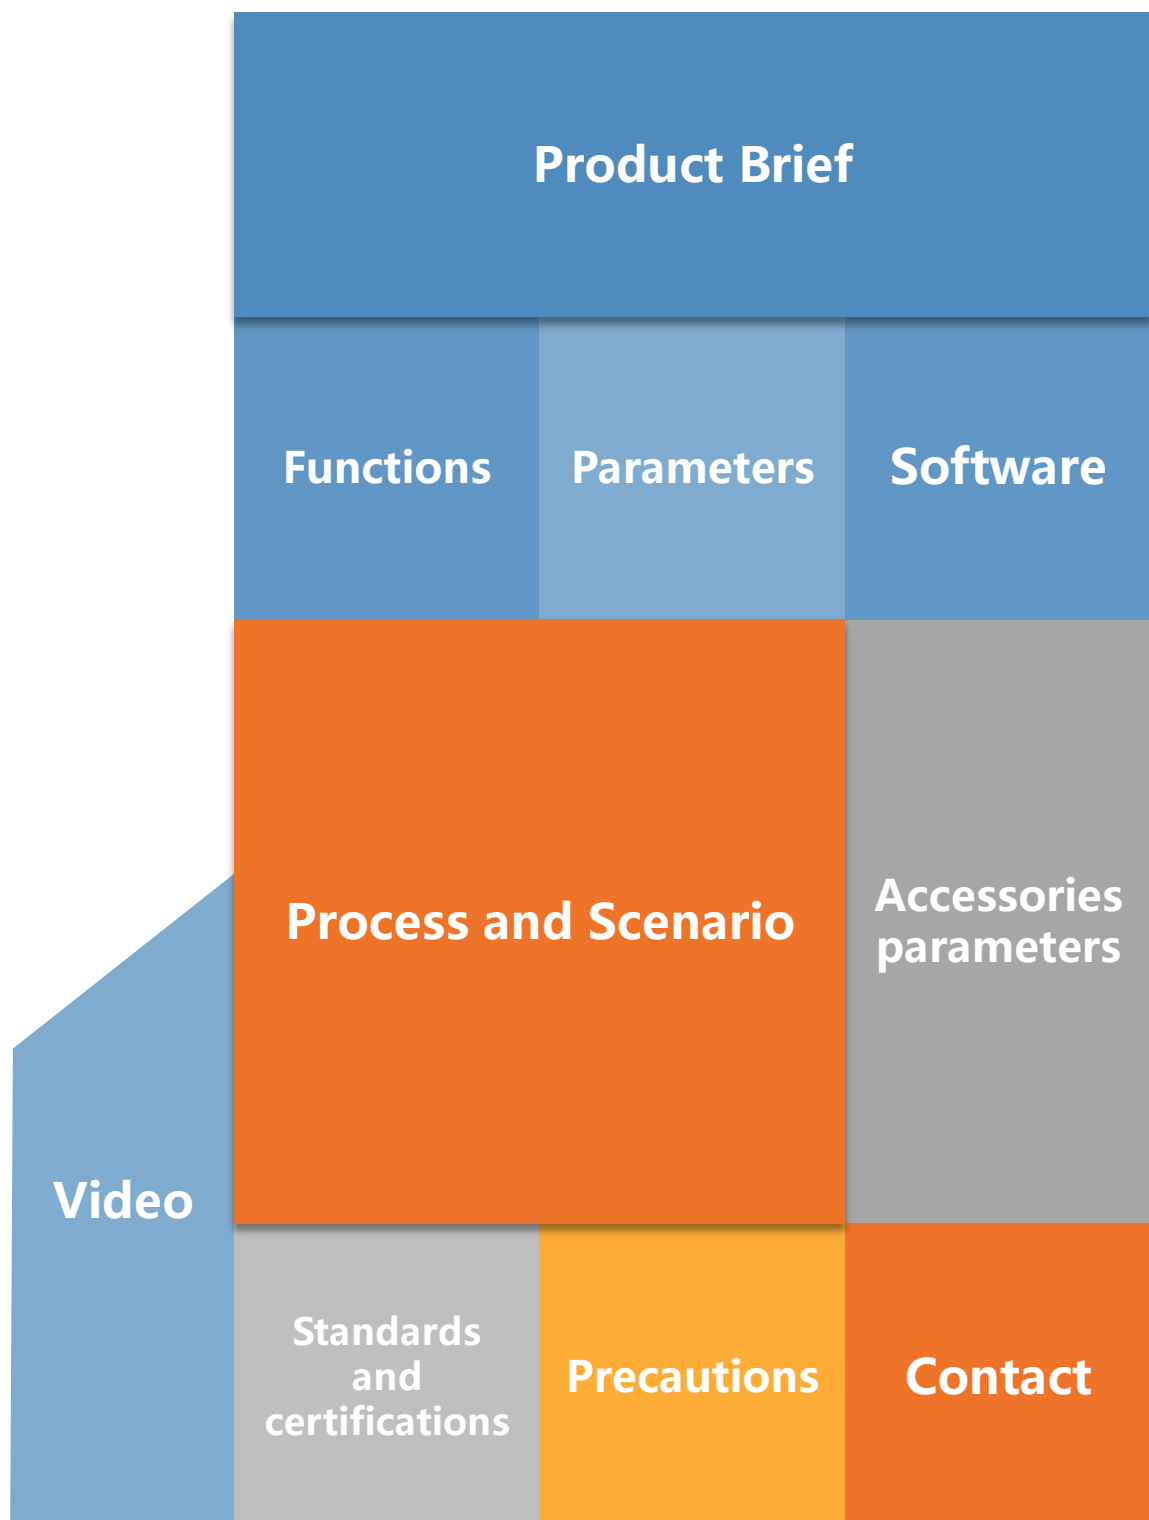 Product Brief
Functions
Parameters
Software
Process and Scenario
Accessories
parameters
Video
Standards
and
certifications
Precautions
Contact